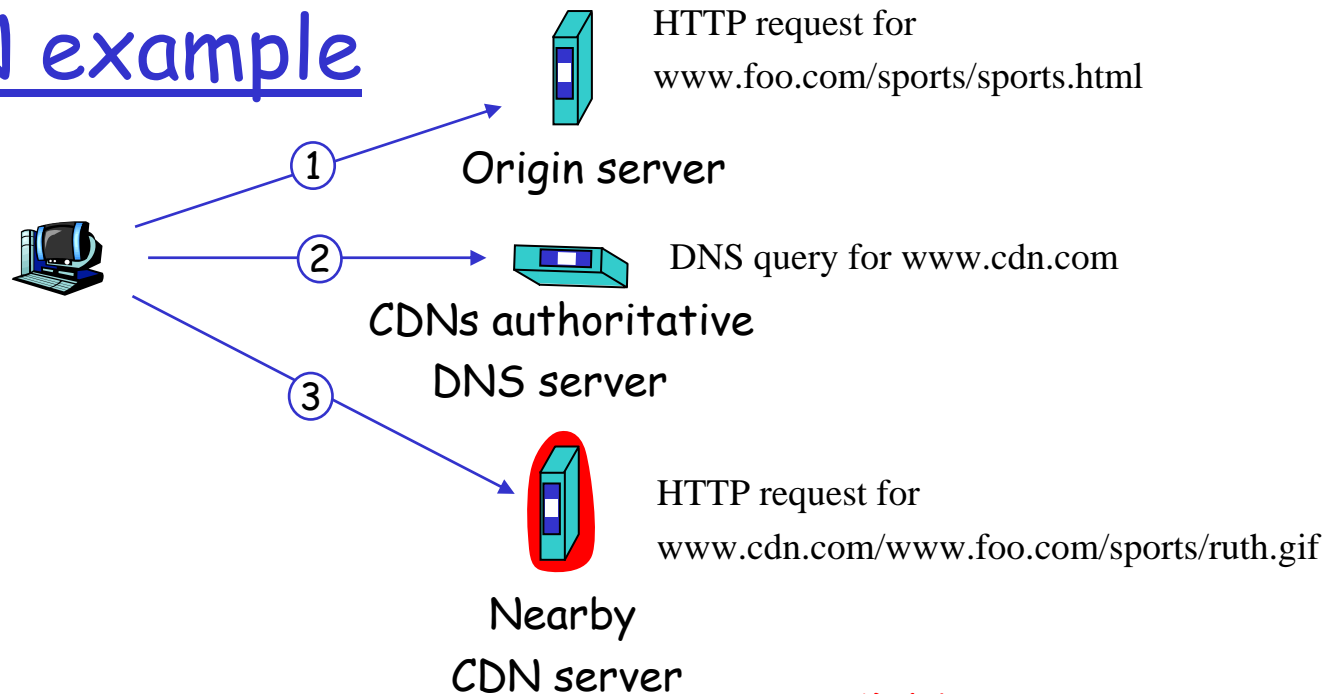 N example
HTTP request for
www.foo.com/sports/sports.html
1
Origin server
2
DNS query for www.cdn.com
CDNs authoritative
DNS server
3
HTTP request for
www.cdn.com/www.foo.com/sports/ruth.gif
Nearby
CDN server